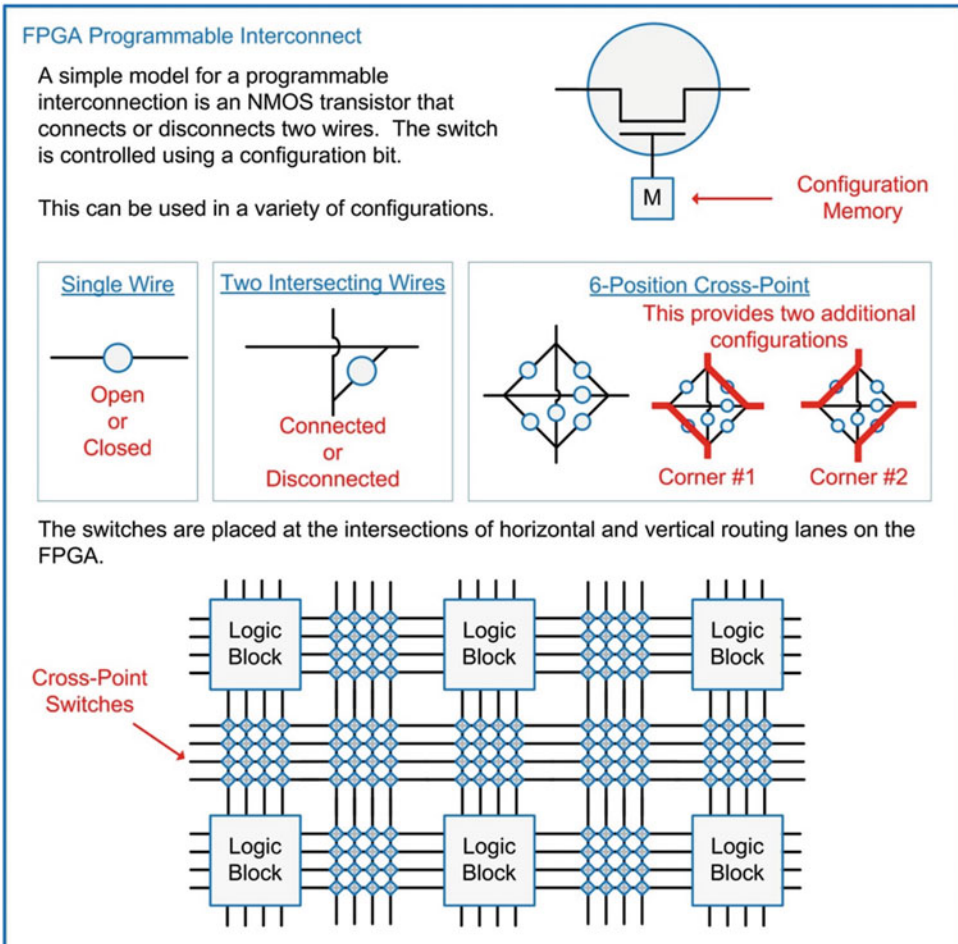 FPGA Programmable Interconnect
A simple model for a programmable
interconnection is an NMOS transistor that
connects or disconnects two wires.  The switch
is controlled using a configuration bit.
This can be used in a variety of configurations.
M
Configuration
Memory
Single Wire
Open
or
Closed
Two Intersecting Wires
Connected
or
Disconnected
6-Position Cross-Point
This provides two additional
configurations
Corner #1
Corner #2
The switches are placed at the intersections of horizontal and vertical routing lanes on the
FPGA.
Logic
Block
Logic
Block
Logic
Block
Cross-Point
Switches
Logic
Block
Logic
Block
Logic
Block